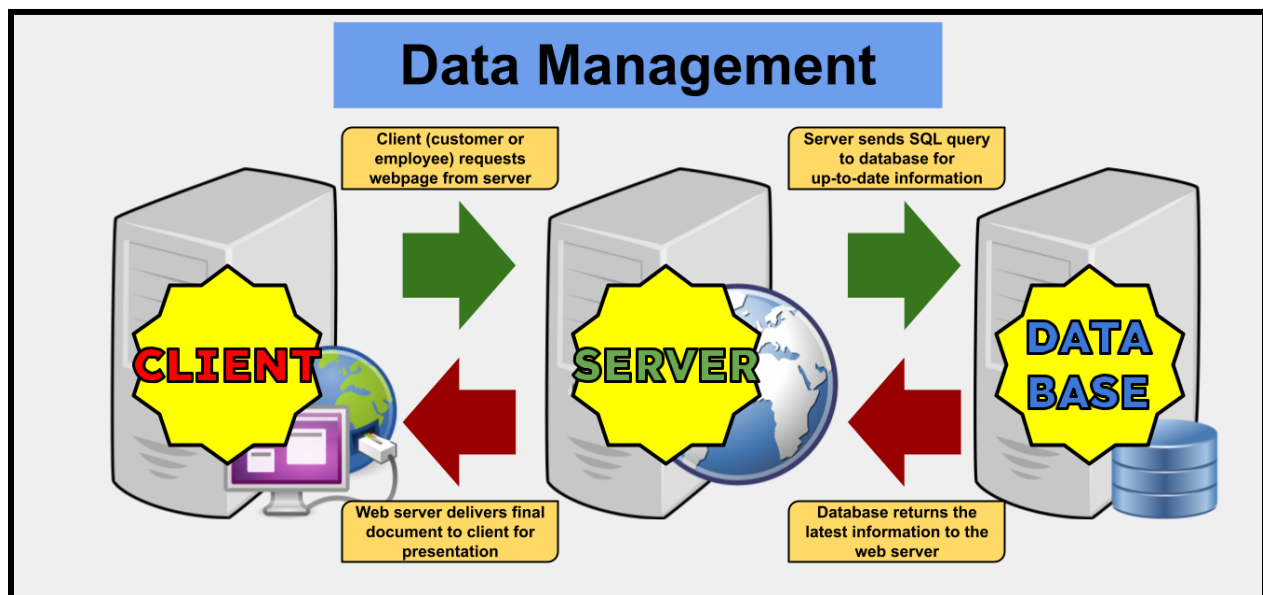 Data Management
Client (customer or
employee) requests
webpage from server
Server sends SQL query
to database for
up-to-date information
CLIENT
SERVER
DATA
BASE
Web server delivers final
document to client for
presentation
Database returns the
latest information to the
web server